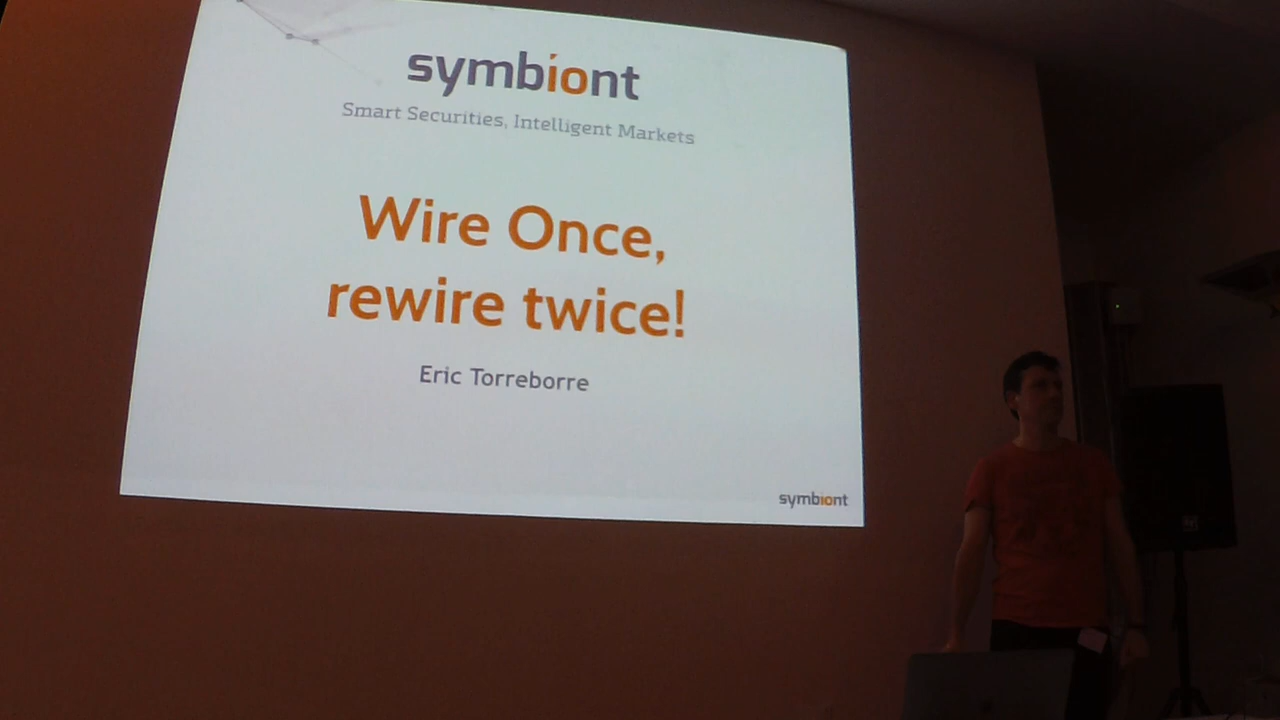 symbiont
Smart Securities, Intelligent Markets
Wire Once,
rewire twice!
Eric Torreborre
symbiont